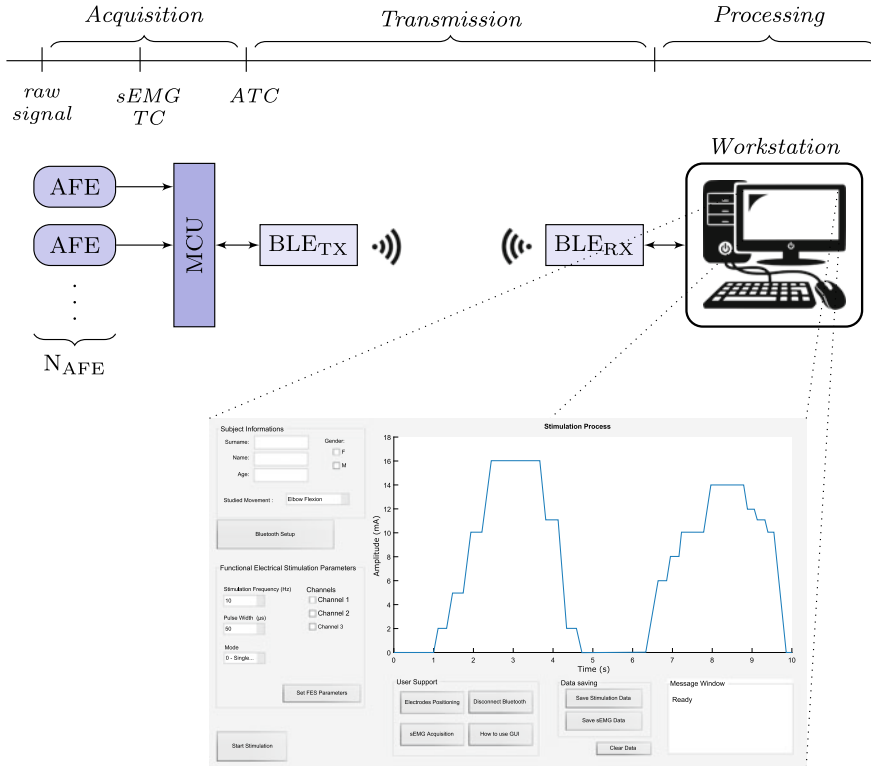 Acquisition
Transmission
Processing
raw
signal
sEMG
TC
ATC
Workstation
AFE
AFE
MCU
BLETX
BLERX
NAFE
Subject Informations
Surname:
Name:
Age:
Gender:
F
M
Studied Movement :
Elbow Flexion
Bluetooth Setup
Functional Electrical Stimulation Parameters
Stimulation Frequency (Hz)
10
Pulse Width (µs)
50
Mode
0 - Single...
Channels
Channel 1
Channel 2
Channel 3
Set FES Parameters
Start Stimulation
Stimulation Process
Amplitude (mA)
18
16
14
12
10
8
6
4
2
0
0 1 2 3 4 5 6 7 8 9 10
Time (s)
User Support
Electrodes Positioning
Disconnect Bluetooth
sEMG Acquisition
How to use GUI
Data saving
Save Stimulation Data
Save sEMG Data
Clear Data
Message Window
Ready